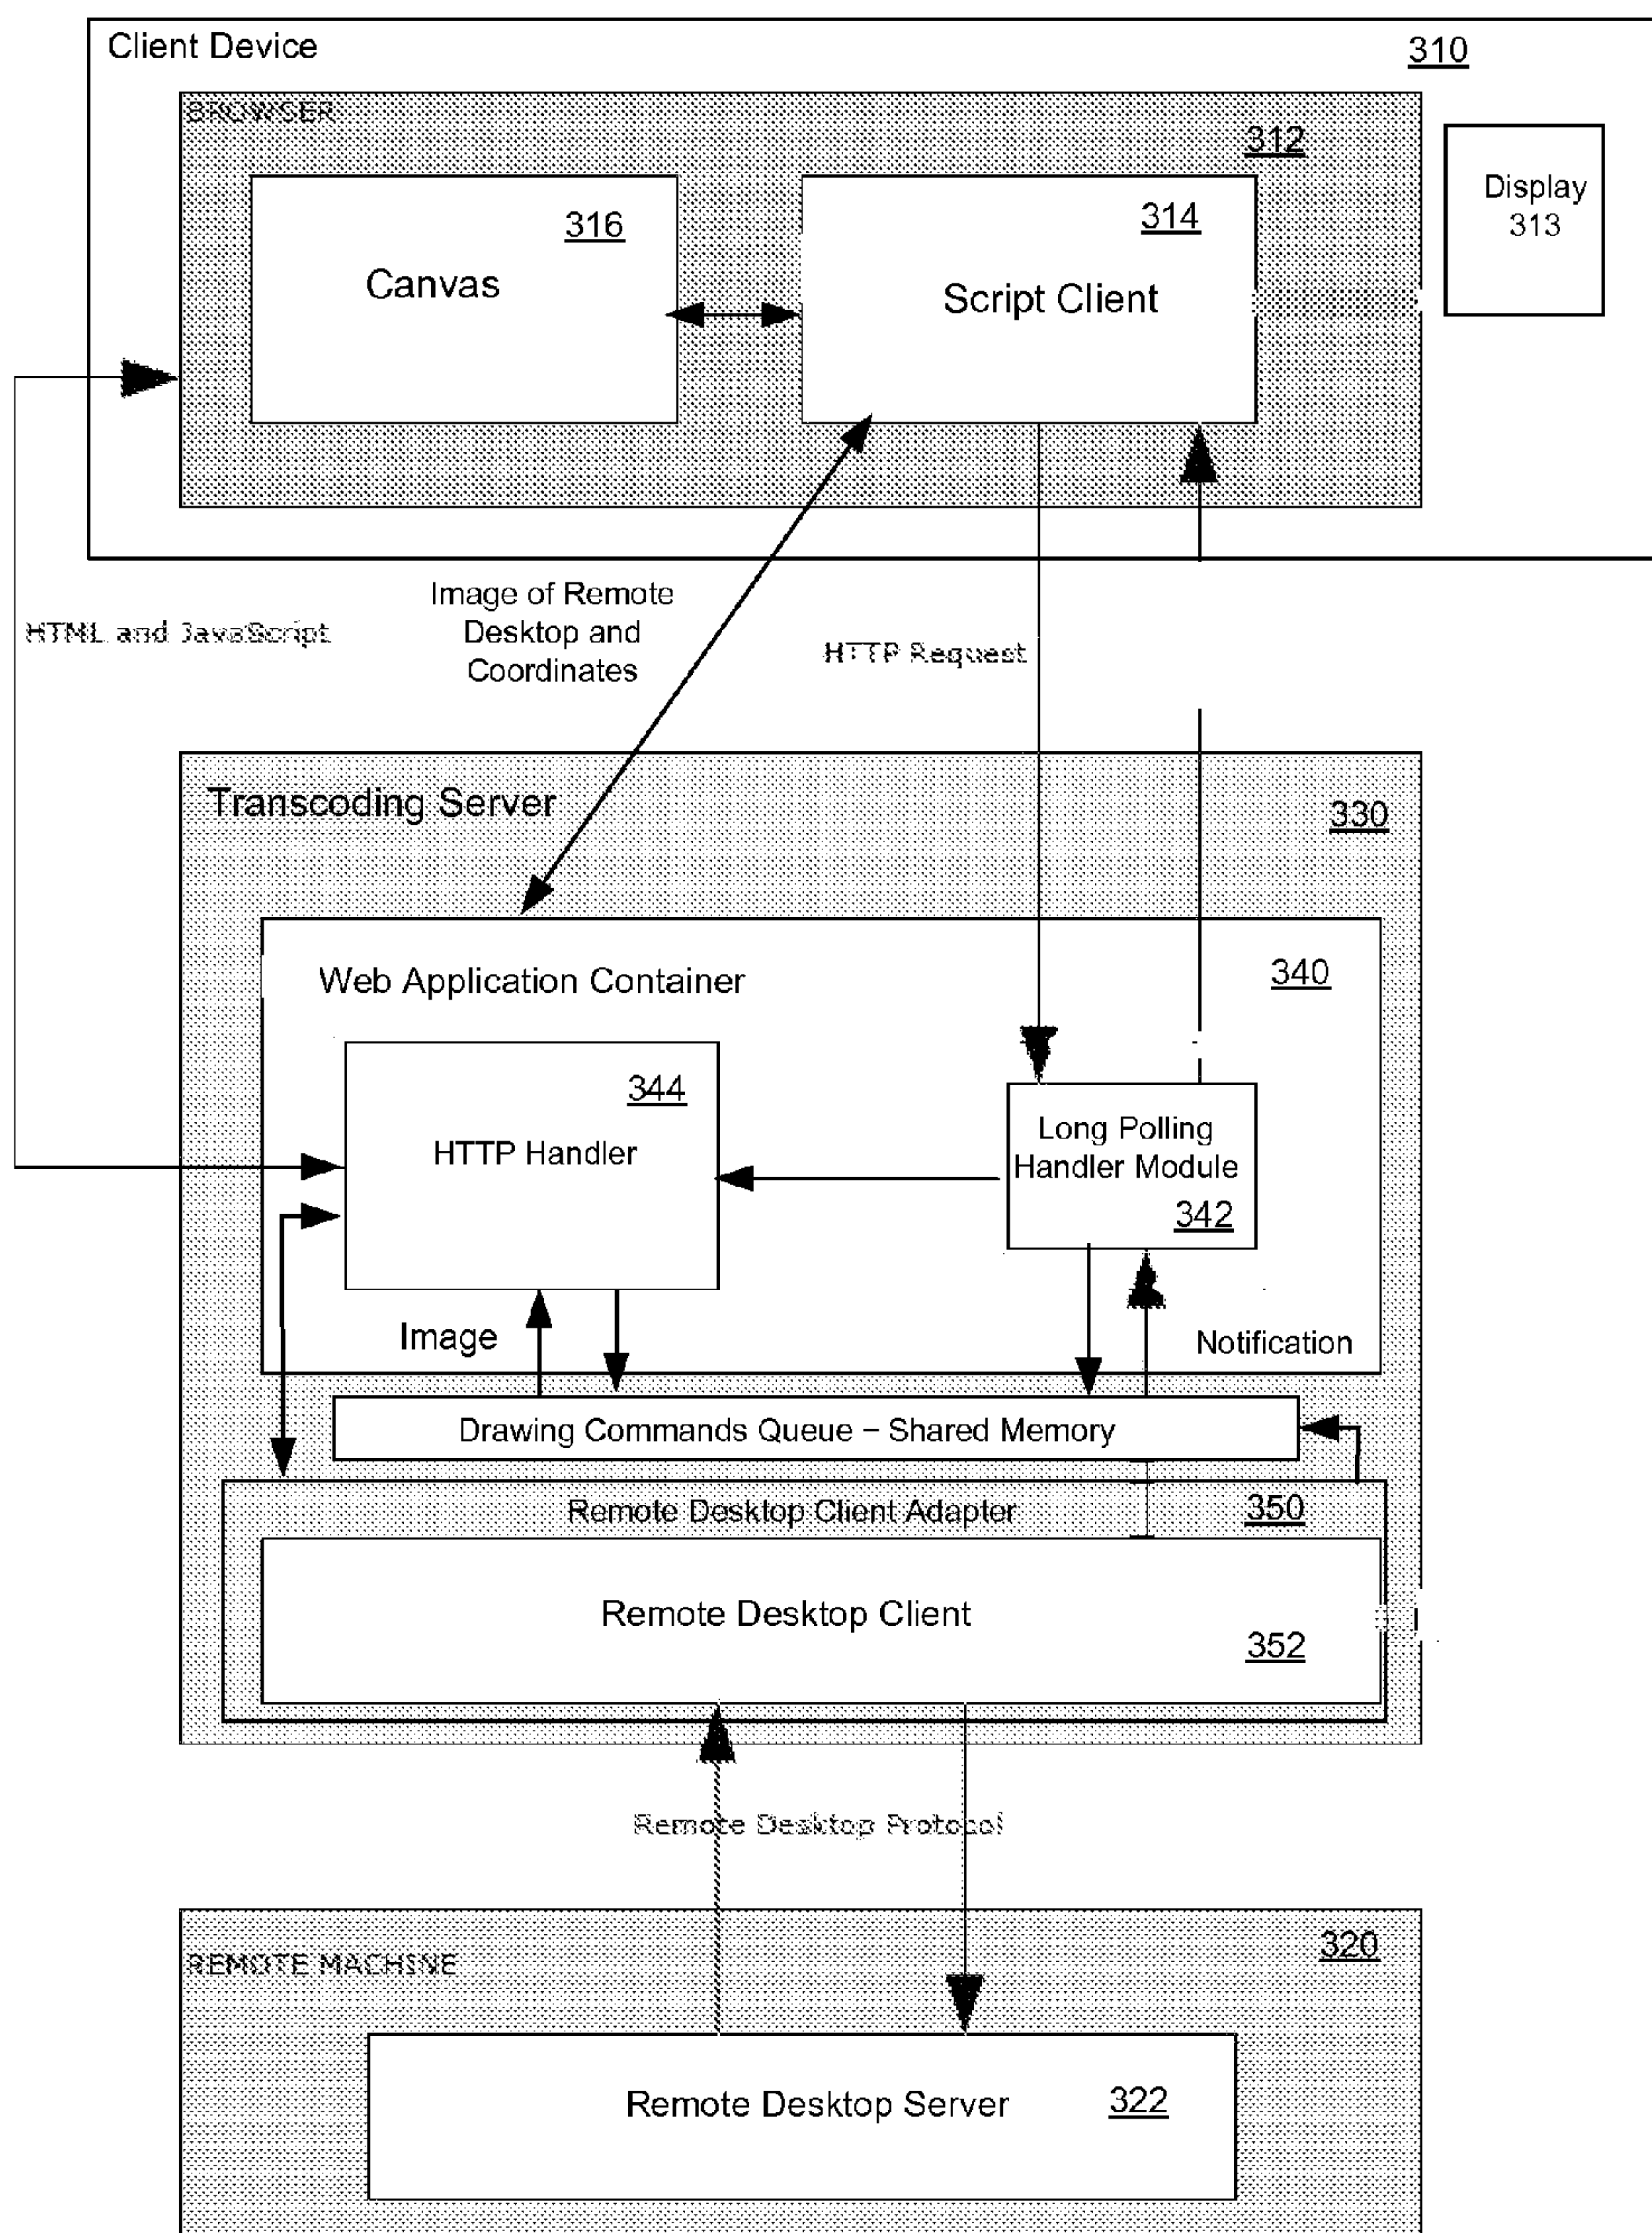 Client Device
310
BROWSER
312
316
Canvas
314
Script Client
Display
313
Image of Remote
Desktop and
Coordinates
HTML and JavaScript
HTTP Request
Transcoding Server
330
Web Application Container
340
344
HTTP Handler
Long Polling
Handler Module
342
Image
Notification
Drawing Commands Queue – Shared Memory
Remote Desktop Client Adapter
350
Remote Desktop Client
352
Remote Desktop Protocol
REMOTE MACHINE
320
Remote Desktop Server
322